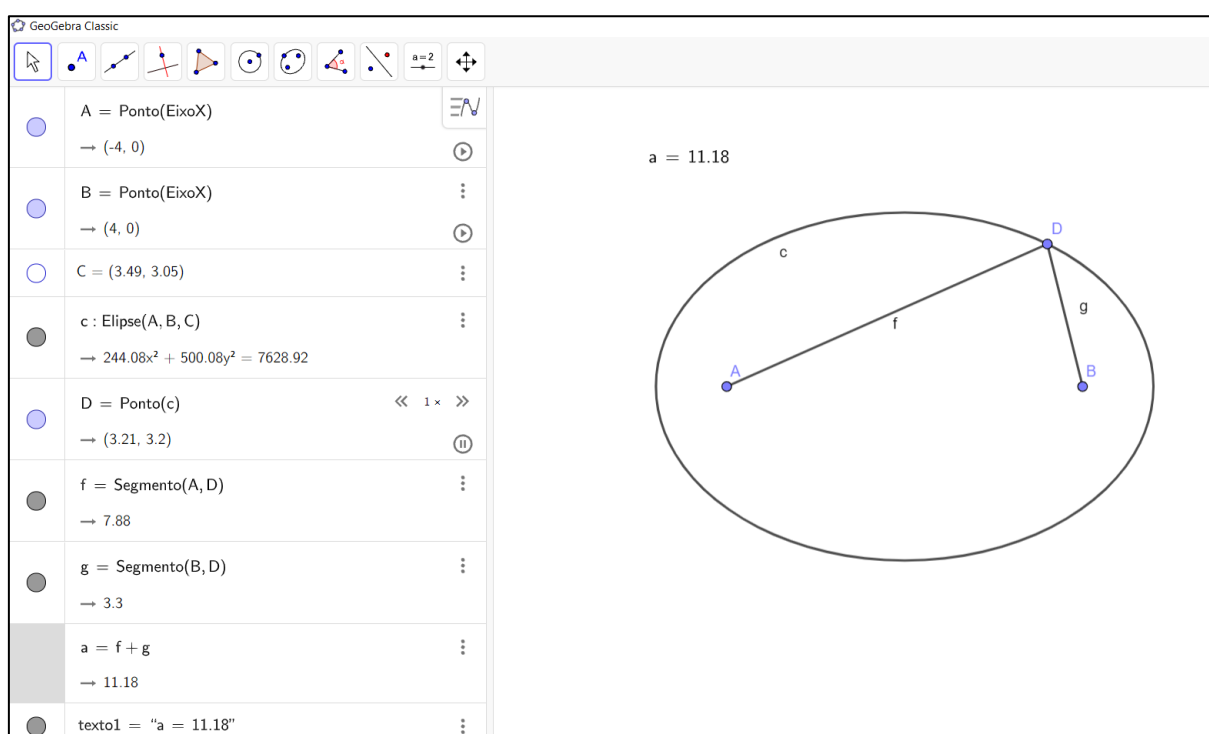 GeoGebra Classic
A
a
a=2
A = Ponto(EixoX)
→ (-4, 0)
B = Ponto(EixoX)
→ (4, 0)
C = (3.49, 3.05)
c : Elipse(A, B, C)
→ 244.08x² + 500.08y² = 7628.92
D = Ponto(c)
1 ×
→ (3.21, 3.2)
f = Segmento(A, D)
→ 7.88
g = Segmento(B, D)
→ 3.3
a = f + g
→ 11.18
texto1 = “a = 11.18”
a = 11.18
D
c
g
f
A
B